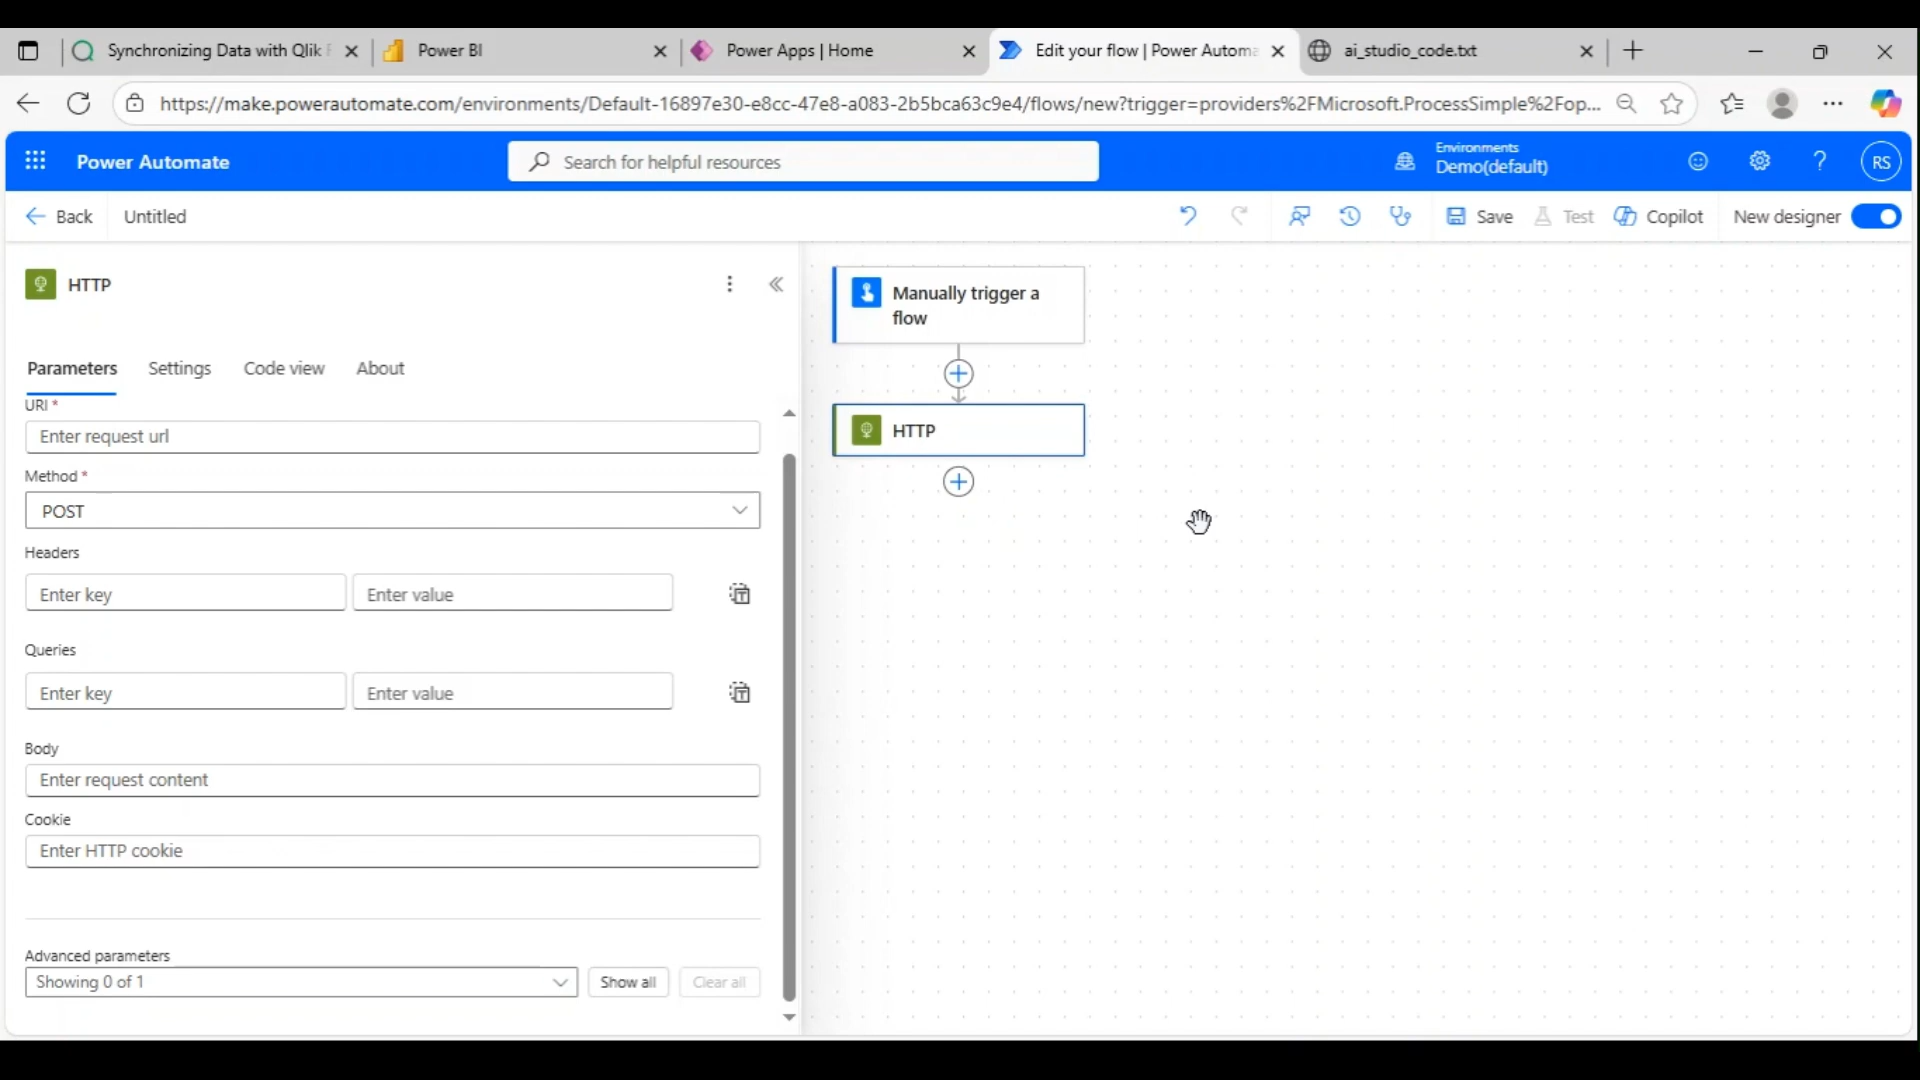 Synchronizing Data with Qlik
Power BI
Power Apps | Home
Edit your flow | Power Automa
ai_studio_code.txt
https://make.powerautomate.com/environments/Default-16897e30-e8cc-47e8-a083-2b5bca63c9e4/flows/new?trigger=providers%2FMicrosoft.ProcessSimple%2Fop...
Power Automate
Search for helpful resources
Environments
Demo(default)
RS
Back
Untitled
Save
Test
Copilot
New designer
HTTP
Parameters
Settings
Code view
About
URI *
Enter request url
Method *
POST
Headers
Enter key
Enter value
Queries
Enter key
Enter value
Body
Enter request content
Cookie
Enter HTTP cookie
Advanced parameters
Showing 0 of 1
Show all
Clear all
Manually trigger a
flow
HTTP